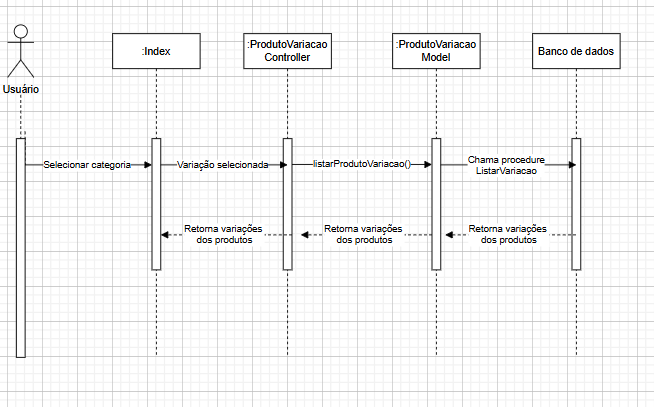 :Index
:ProdutoVariacao
Controller
:ProdutoVariacao
Model
Banco de dados
Usuário
Selecionar categoria
Variação selecionada
listarProdutoVariacao()
Chama procedure
ListarVariacao
Retorna variações
dos produtos
Retorna variações
dos produtos
Retorna variações
dos produtos